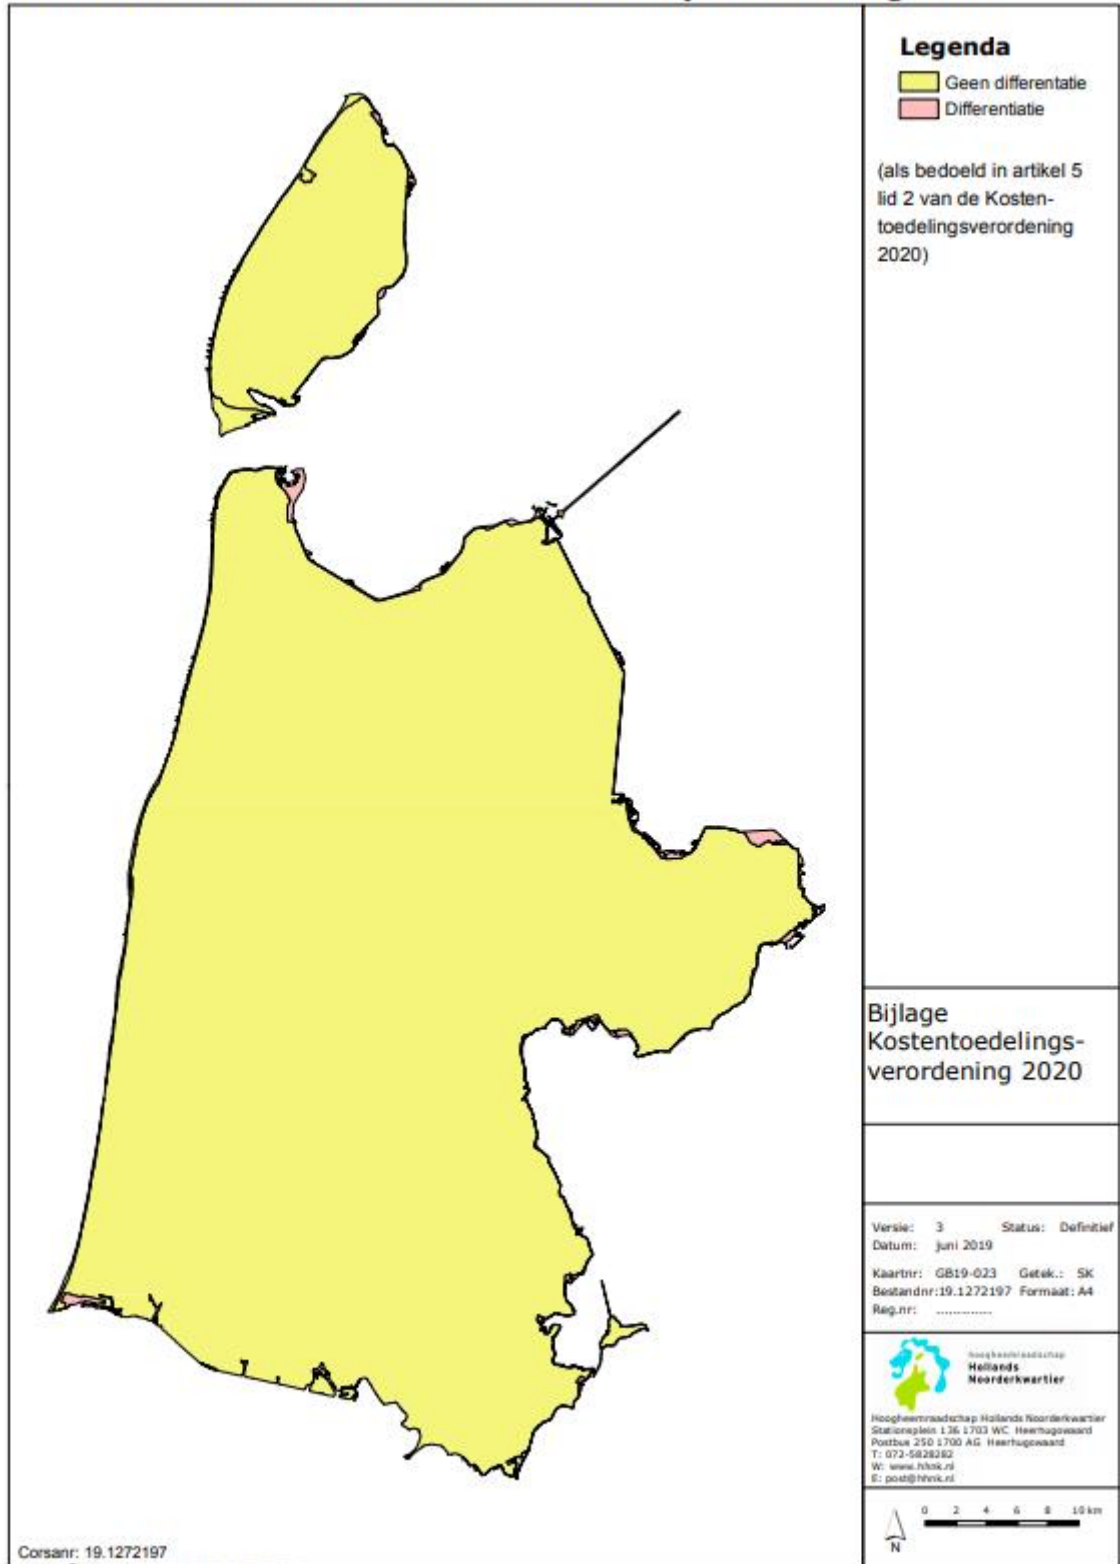 Legenda
Geen differentatie
Differentiatie
(als bedoeld in artikel 5
lid 2 van de Kosten-
toedelingsverordening
2020)
Bijlage
Kostentoedelings-
verordening 2020
Versie: 3 Status: Definitief
Datum: juni 2019
Kaartnr: GB19-023 Getek.: SK
Bestandnr:19.1272197 Formaat: A4
Reg.nr: .............
hoogheemraadschap
Hollands
Noorderkwartier
Hoogheemraadschap Hollands Noorderkwartier
Stationsplein 136 1703 WC Heerhugowaard
Postbus 250 1700 AG Heerhugowaard
T: 072-5828282
W: www.hhnk.nl
E: post@hhnk.nl
0 2 4 6 8 10 km
N
Corsanr: 19.1272197